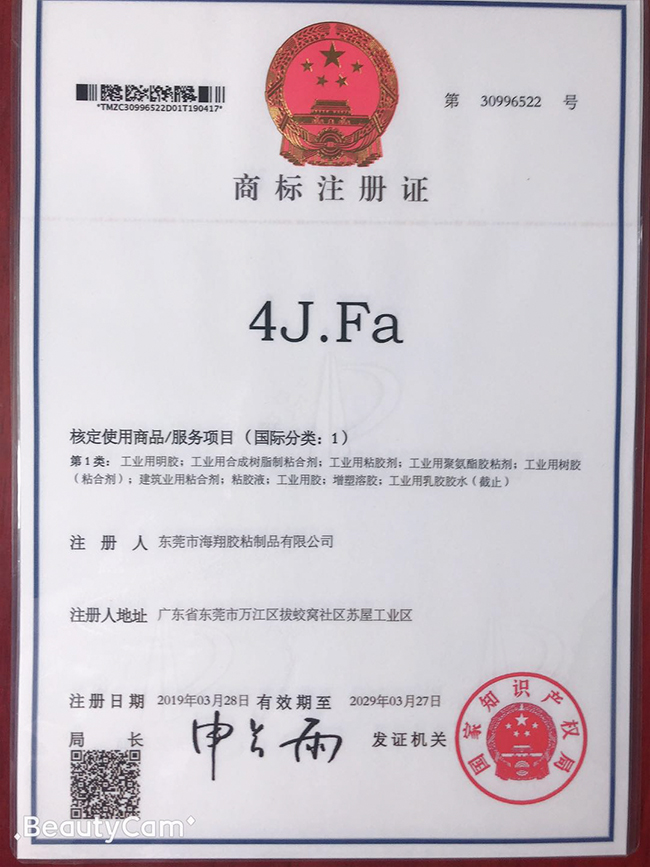 *TMZC30996522D01T190417*
第 30996522 号
商标注册证
4J.Fa
核定使用商品/服务项目（国际分类：1）
第1类：工业用明胶；工业用合成树脂制粘合剂；工业用粘胶剂；工业用聚氨酯胶粘剂；工业用树胶
（粘合剂）；建筑业用粘合剂；粘胶液；工业用胶；增塑溶胶；工业用乳胶胶水（截止）
注册人 东莞市海翔胶粘制品有限公司
注册人地址 广东省东莞市万江区拔蛟窝社区苏屋工业区
注册日期 2019年03月28日 有效期至 2029年03月27日
局长 申长雨 发证机关
国家知识产权局
BeautyCam